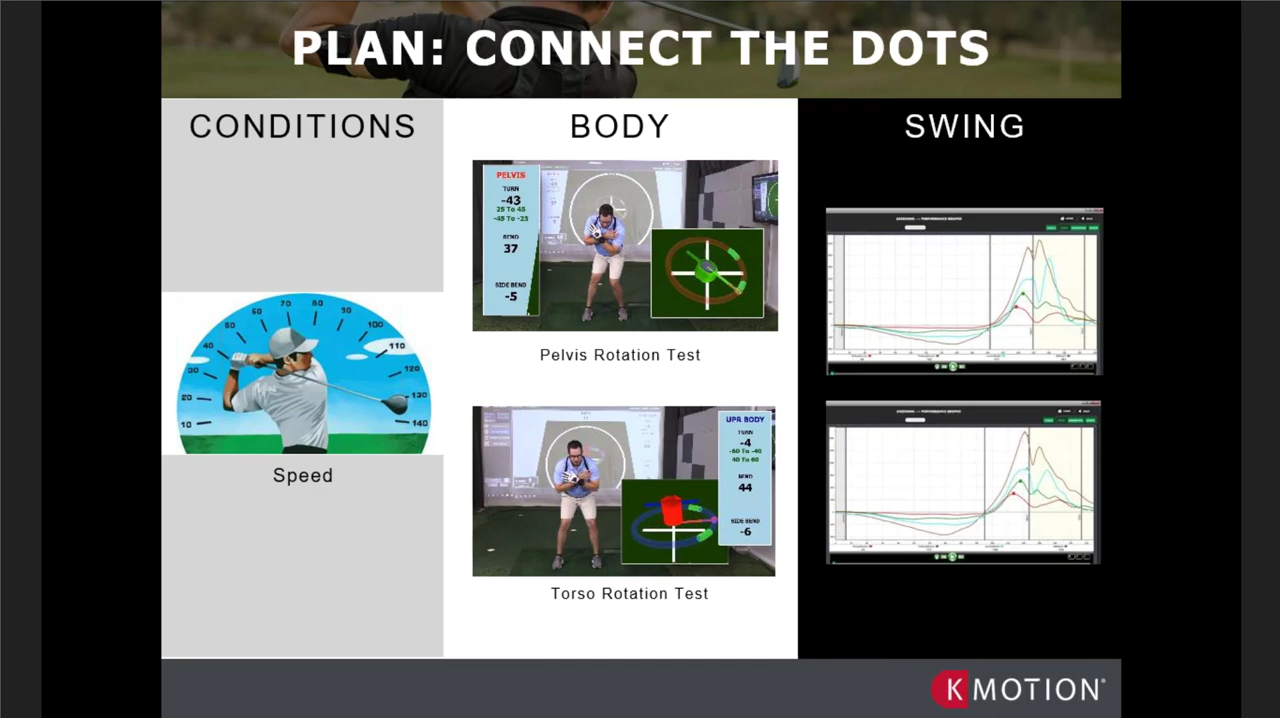 PLAN: CONNECT THE DOTS
CONDITIONS
10
20
30
40
50
60
70
80
90
100
110
120
130
140
Speed
BODY
PELVIS
TURN
-43
25 To 45
-45 To -25
BEND
37
SIDE BEND
-5
Pelvis Rotation Test
UPR BODY
TURN
-4
-60 To -40
40 To 60
BEND
44
SIDE BEND
-6
Torso Rotation Test
SWING
K MOTION